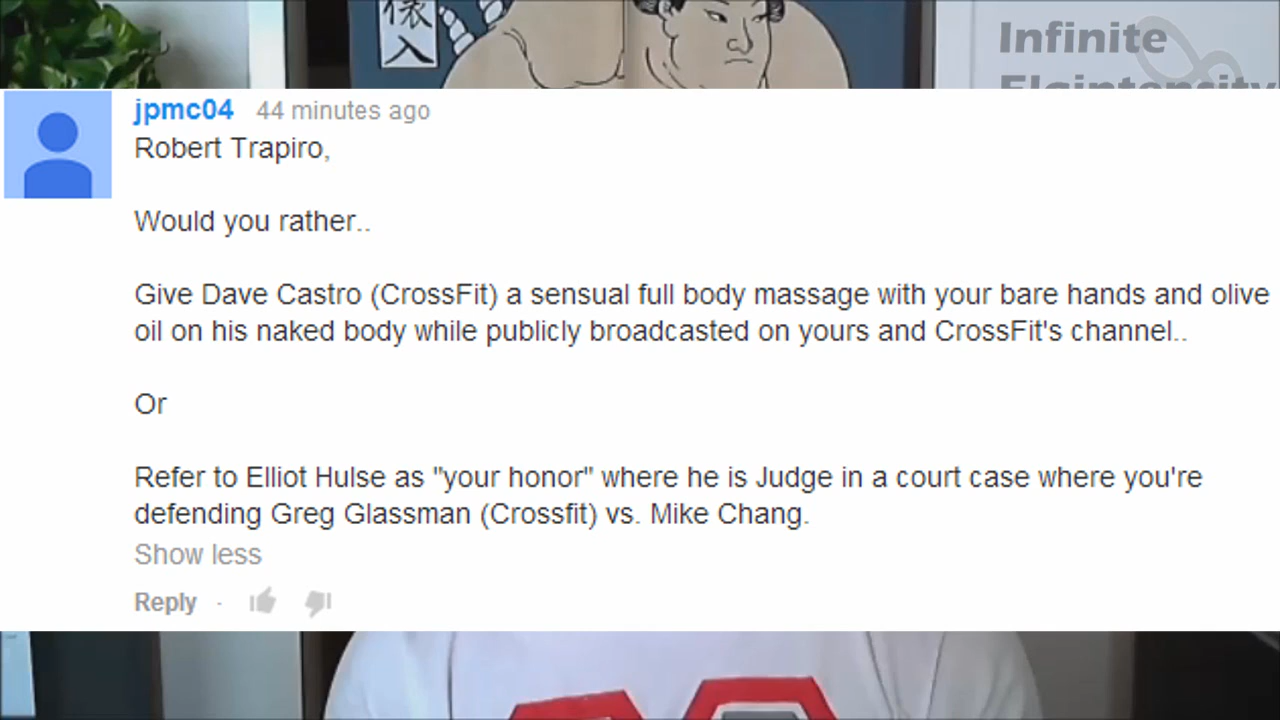 Infinite
Elgintensity
jpmc04 44 minutes ago
Robert Trapiro,
Would you rather..
Give Dave Castro (CrossFit) a sensual full body massage with your bare hands and olive
oil on his naked body while publicly broadcasted on yours and CrossFit's channel..
Or
Refer to Elliot Hulse as "your honor" where he is Judge in a court case where you're
defending Greg Glassman (Crossfit) vs. Mike Chang.
Show less
Reply ·